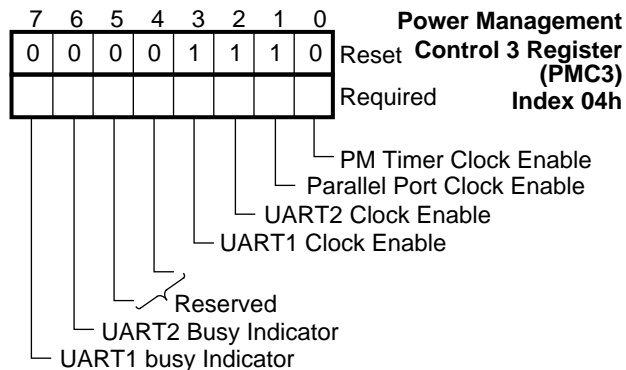 7 6 5 4 3 2 1 0
Power Management
0 0 0 0 1 1 1 0 Reset
Control 3 Register
(PMC3)
Required
Index 04h
PM Timer Clock Enable
Parallel Port Clock Enable
UART2 Clock Enable
UART1 Clock Enable
Reserved
UART2 Busy Indicator
UART1 busy Indicator